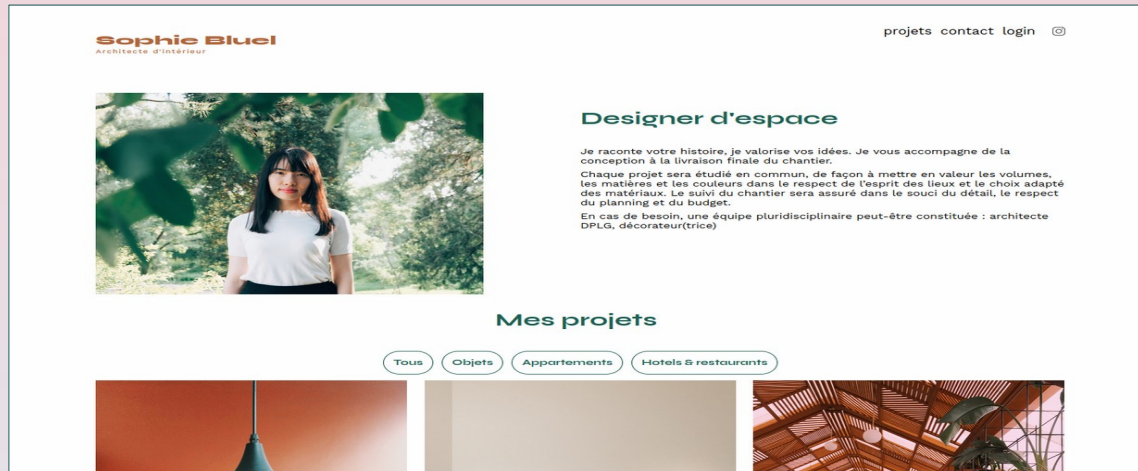 Sophie Bluel
Architecte d'intérieur
projets contact login
Designer d'espace
Je raconte votre histoire, je valorise vos idées. Je vous accompagne de la
conception à la livraison finale du chantier.
Chaque projet sera étudié en commun, de façon à mettre en valeur les volumes,
les matières et les couleurs dans le respect de l’esprit des lieux et le choix adapté
des matériaux. Le suivi du chantier sera assuré dans le souci du détail, le respect
du planning et du budget.
En cas de besoin, une équipe pluridisciplinaire peut-être constituée : architecte
DPLG, décorateur(trice)
Mes projets
Tous
Objets
Appartements
Hotels & restaurants